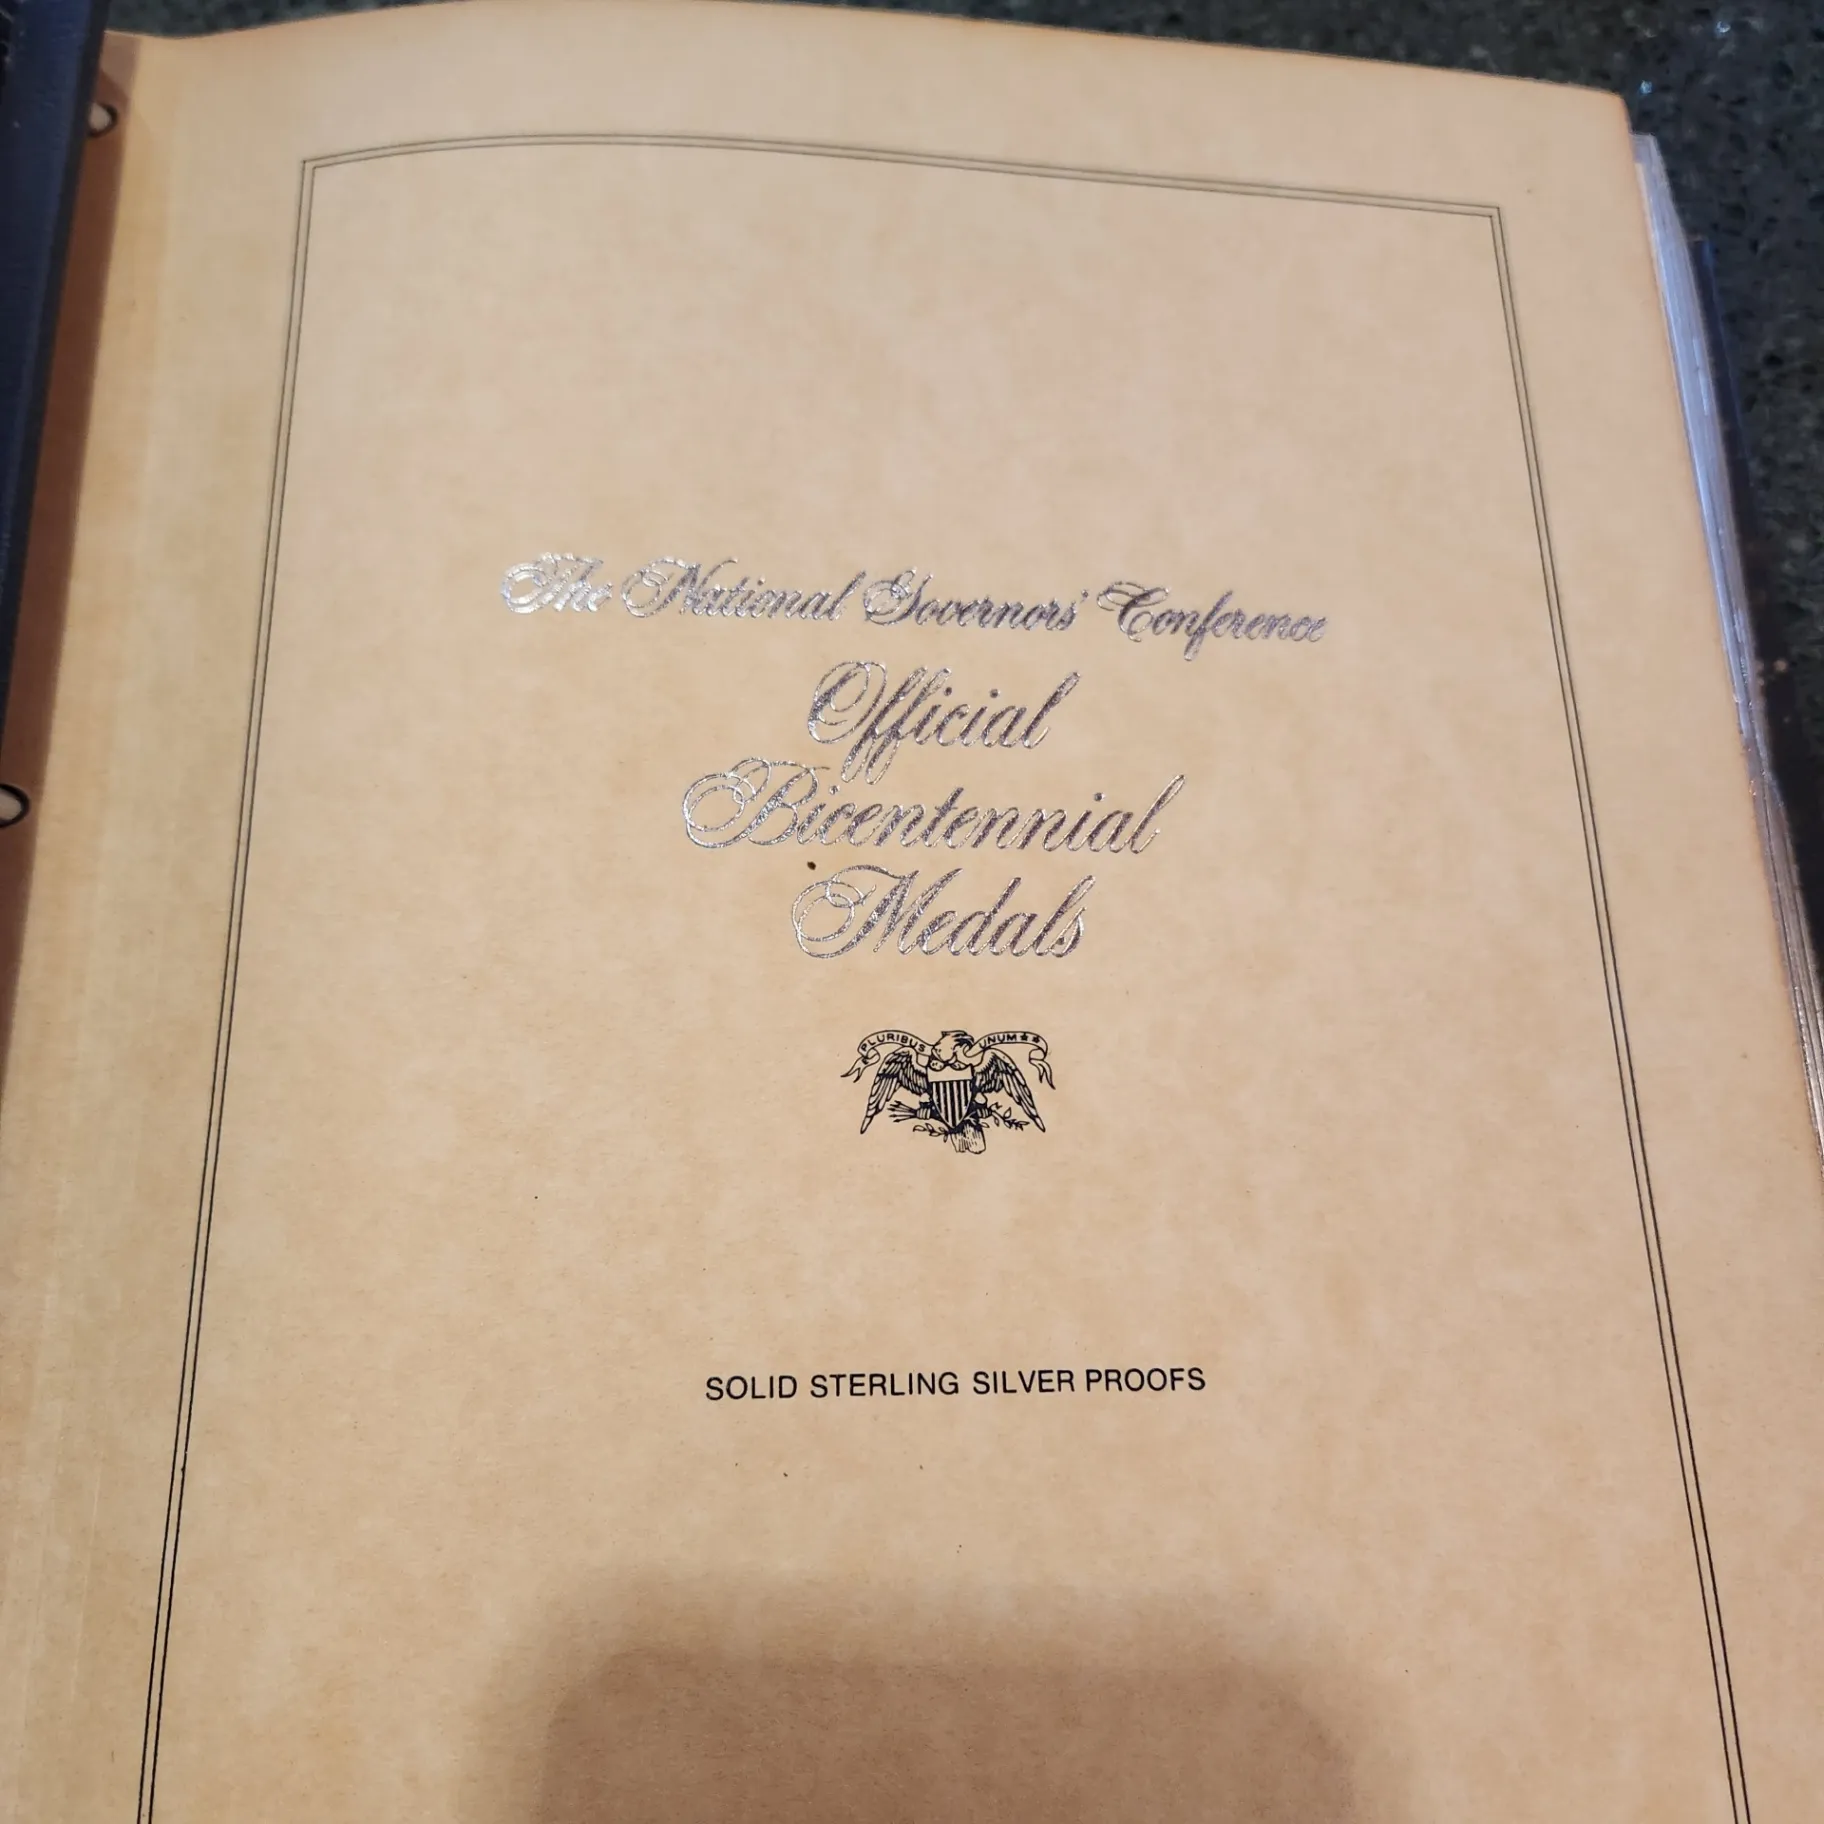 The National Governors' Conference
Official
Bicentennial
Medals
PLURIBUS UNUM
SOLID STERLING SILVER PROOFS